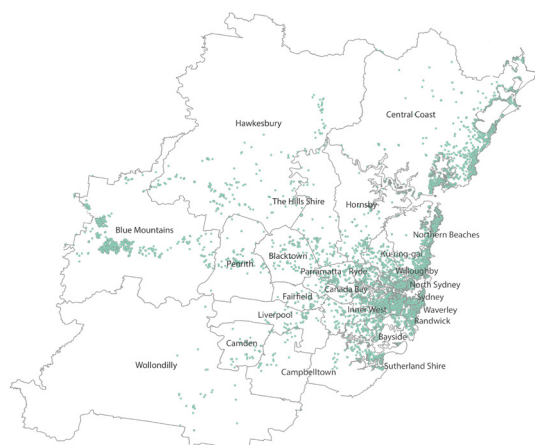 Central Coast
Hawkesbury
The Hills Shire
Hornsby
Blue Mountains
Northern Beaches
Ku-ring-gai
Blacktown
Penrith
Parramatta
Ryde
Willoughby
North Sydney
Canada Bay
Fairfield
Sydney
Inner West
Waverley
Liverpool
Randwick
Bayside
Camden
Wollondilly
Sutherland Shire
Campbelltown